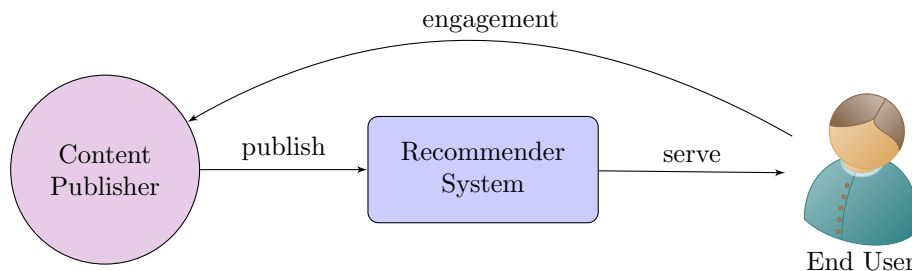 engagement
Content
Publisher
publish
Recommender
System
serve
End User